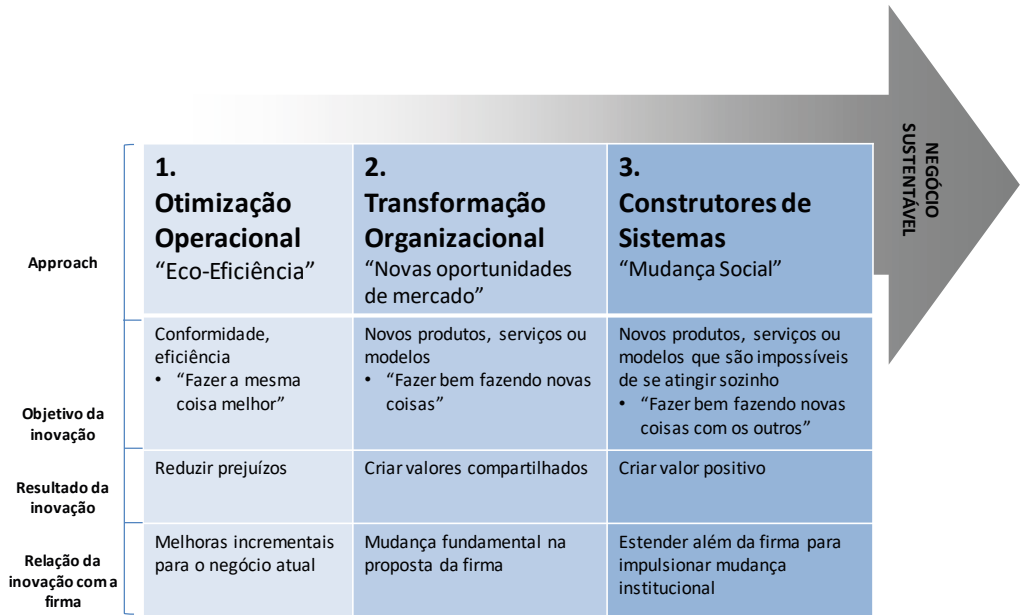 NEGÓCIO
SUSTENTÁVEL
Approach
1.
Otimização
Operacional
“Eco-Eficiência”
2.
Transformação
Organizacional
“Novas oportunidades
de mercado”
3.
Construtores de
Sistemas
“Mudança Social”
Objetivo da
inovação
Conformidade,
eficiência
• “Fazer a mesma
coisa melhor”
Novos produtos, serviços ou
modelos
• “Fazer bem fazendo novas
coisas”
Novos produtos, serviços ou
modelos que são impossíveis
de se atingir sozinho
• “Fazer bem fazendo novas
coisas com os outros”
Resultado da
inovação
Reduzir prejuízos
Criar valores compartilhados
Criar valor positivo
Relação da
inovação com a
firma
Melhoras incrementais
para o negócio atual
Mudança fundamental na
proposta da firma
Estender além da firma para
impulsionar mudança
institucional